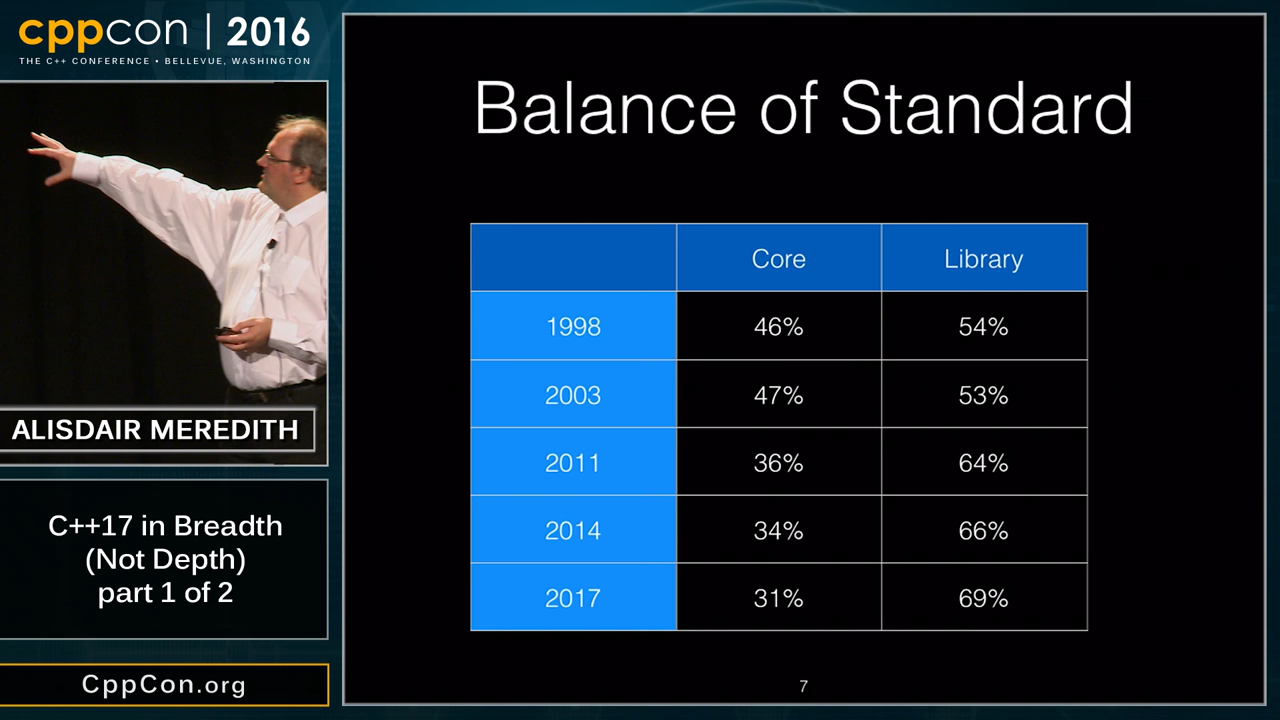 cppcon | 2016
THE C++ CONFERENCE • BELLEVUE, WASHINGTON
ALISDAIR MEREDITH
C++17 in Breadth
(Not Depth)
part 1 of 2
CppCon.org
Balance of Standard
Core Library
1998 46% 54%
2003 47% 53%
2011 36% 64%
2014 34% 66%
2017 31% 69%
7